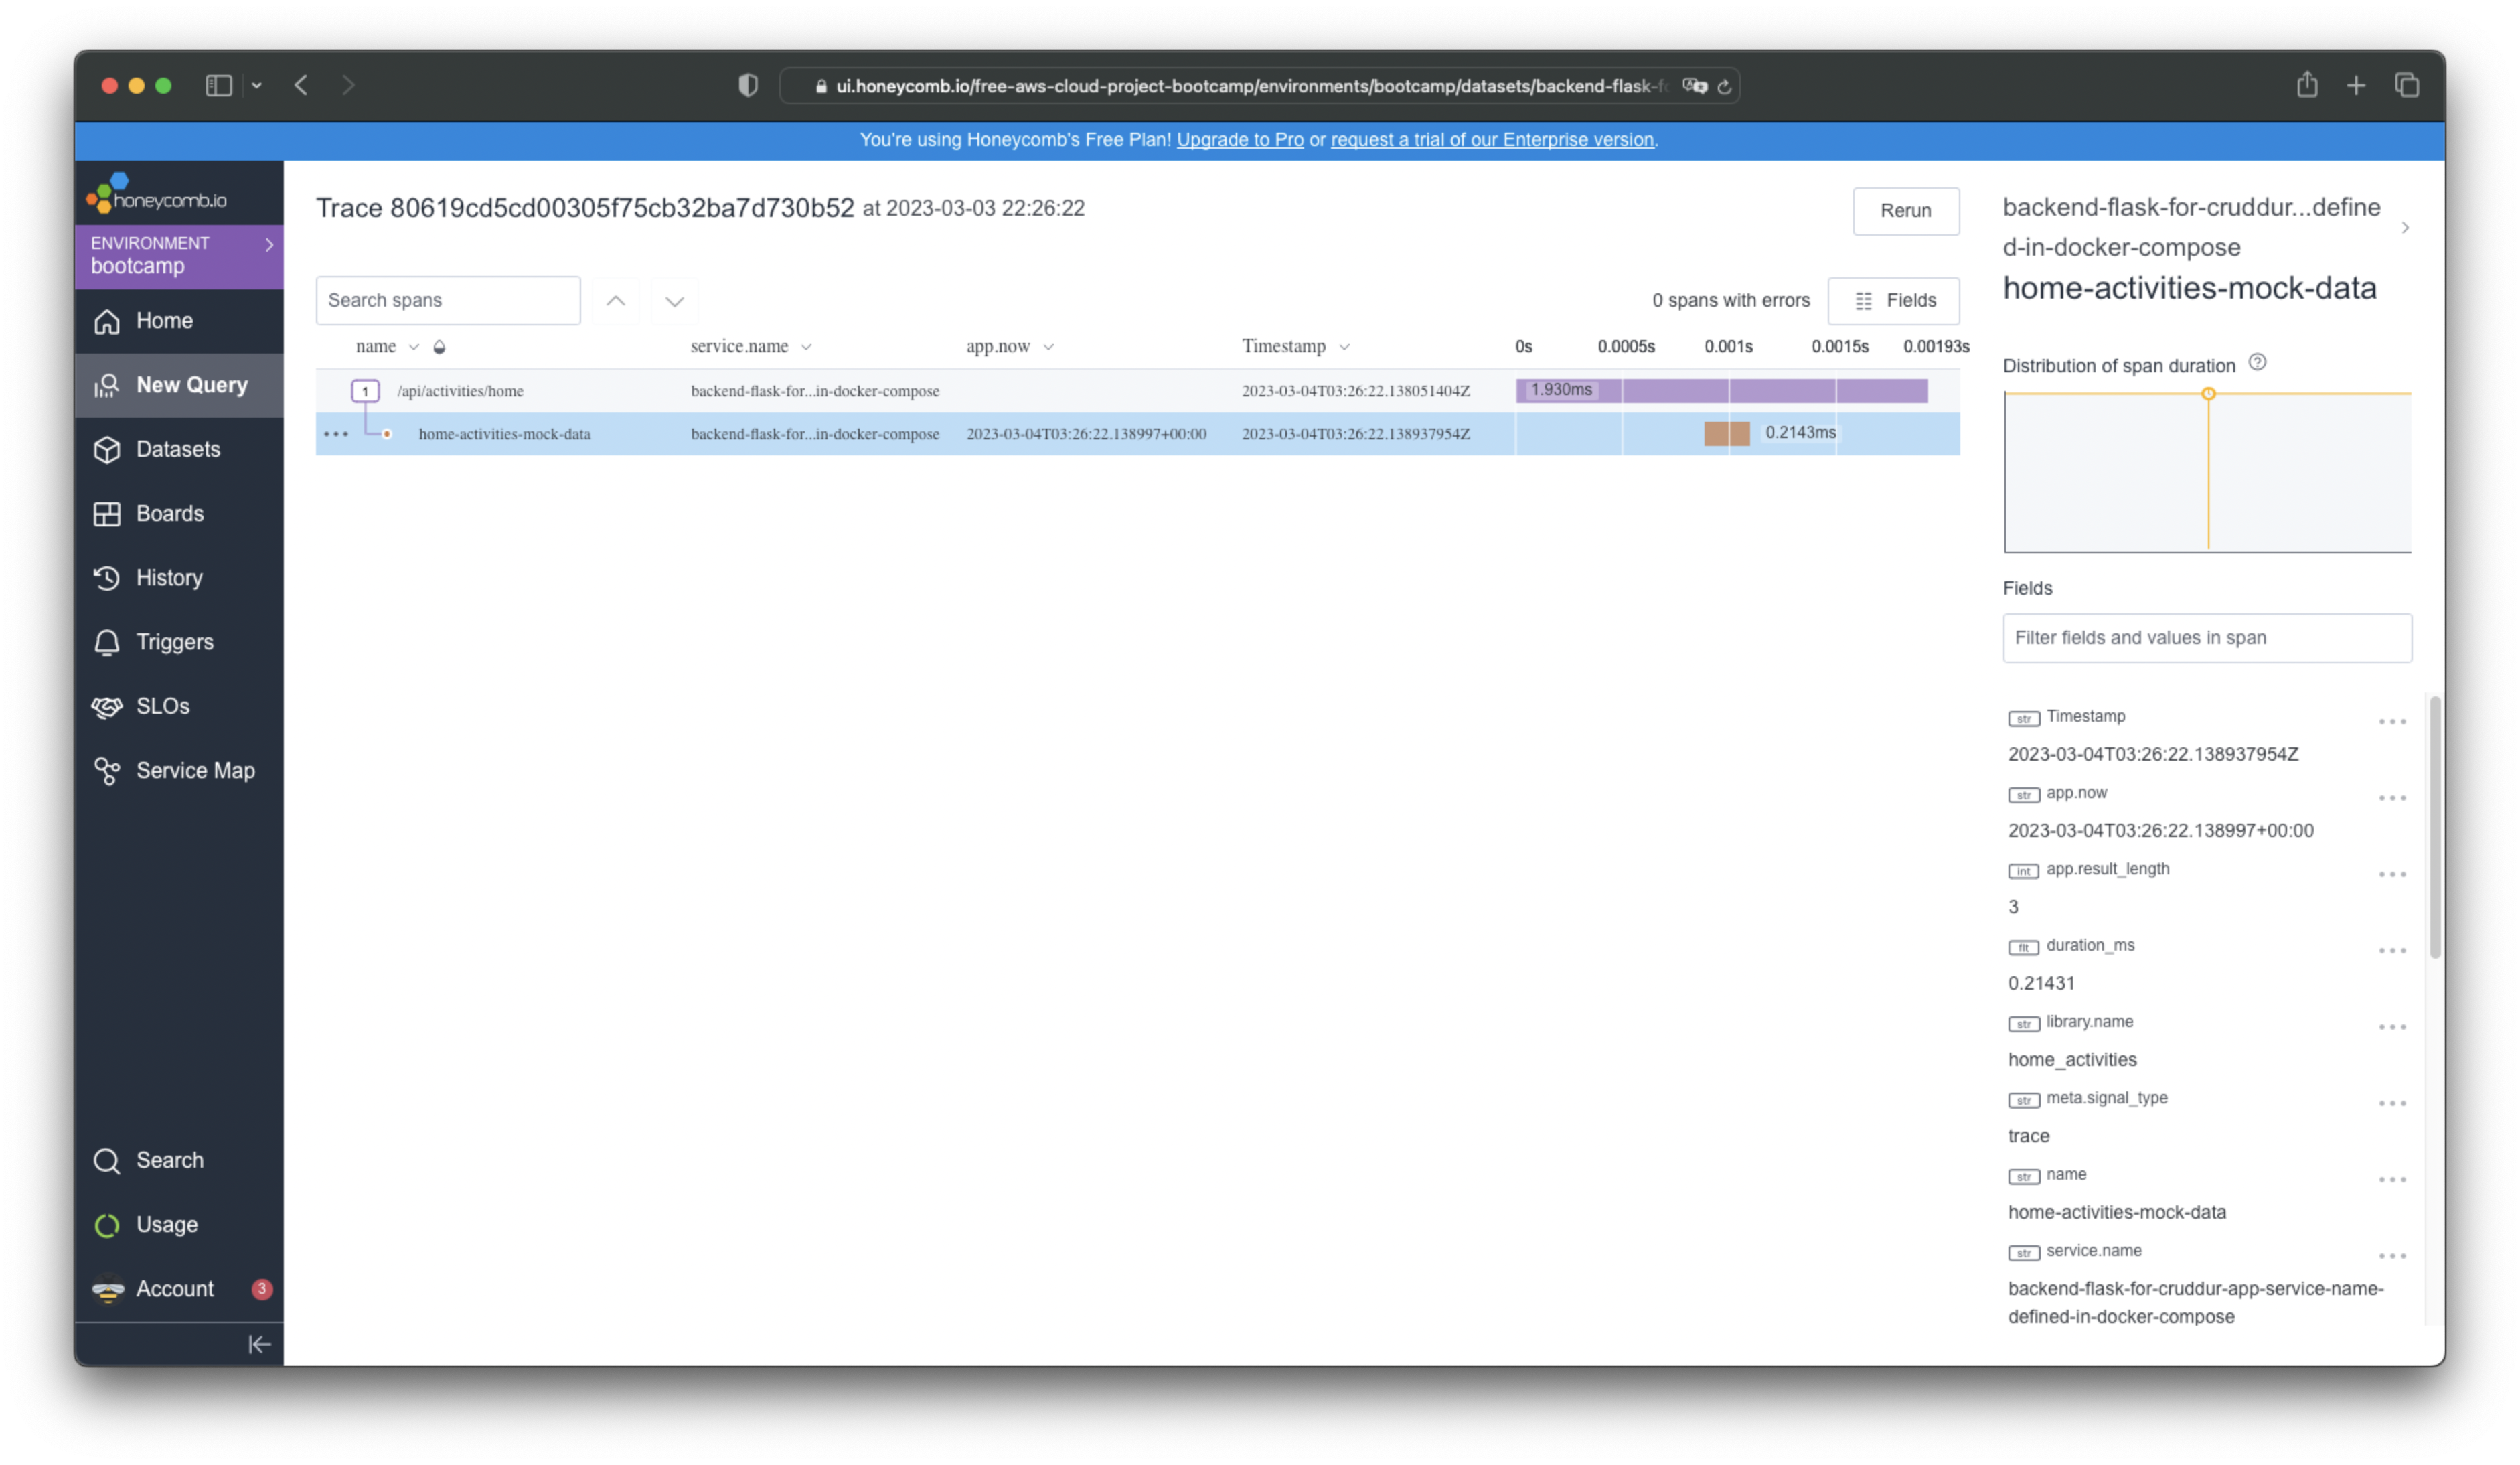 ui.honeycomb.io/free-aws-cloud-project-bootcamp/environments/bootcamp/datasets/backend-flask-f
You're using Honeycomb's Free Plan! Upgrade to Pro or request a trial of our Enterprise version.
honeycomb.io
ENVIRONMENT
bootcamp
Home
New Query
Datasets
Boards
History
Triggers
SLOs
Service Map
Search
Usage
Account 3
Trace 80619cd5cd00305f75cb32ba7d730b52 at 2023-03-03 22:26:22
Rerun
Search spans
0 spans with errors
Fields
name service.name app.now Timestamp 0s 0.0005s 0.001s 0.0015s 0.00193s
1 /api/activities/home backend-flask-for...in-docker-compose 2023-03-04T03:26:22.138051404Z 1.930ms
home-activities-mock-data backend-flask-for...in-docker-compose 2023-03-04T03:26:22.138997+00:00 2023-03-04T03:26:22.138937954Z 0.2143ms
backend-flask-for-cruddur...define
d-in-docker-compose
home-activities-mock-data
Distribution of span duration
Fields
Filter fields and values in span
str Timestamp
2023-03-04T03:26:22.138937954Z
str app.now
2023-03-04T03:26:22.138997+00:00
int app.result_length
3
flt duration_ms
0.21431
str library.name
home_activities
str meta.signal_type
trace
str name
home-activities-mock-data
str service.name
backend-flask-for-cruddur-app-service-name-
defined-in-docker-compose